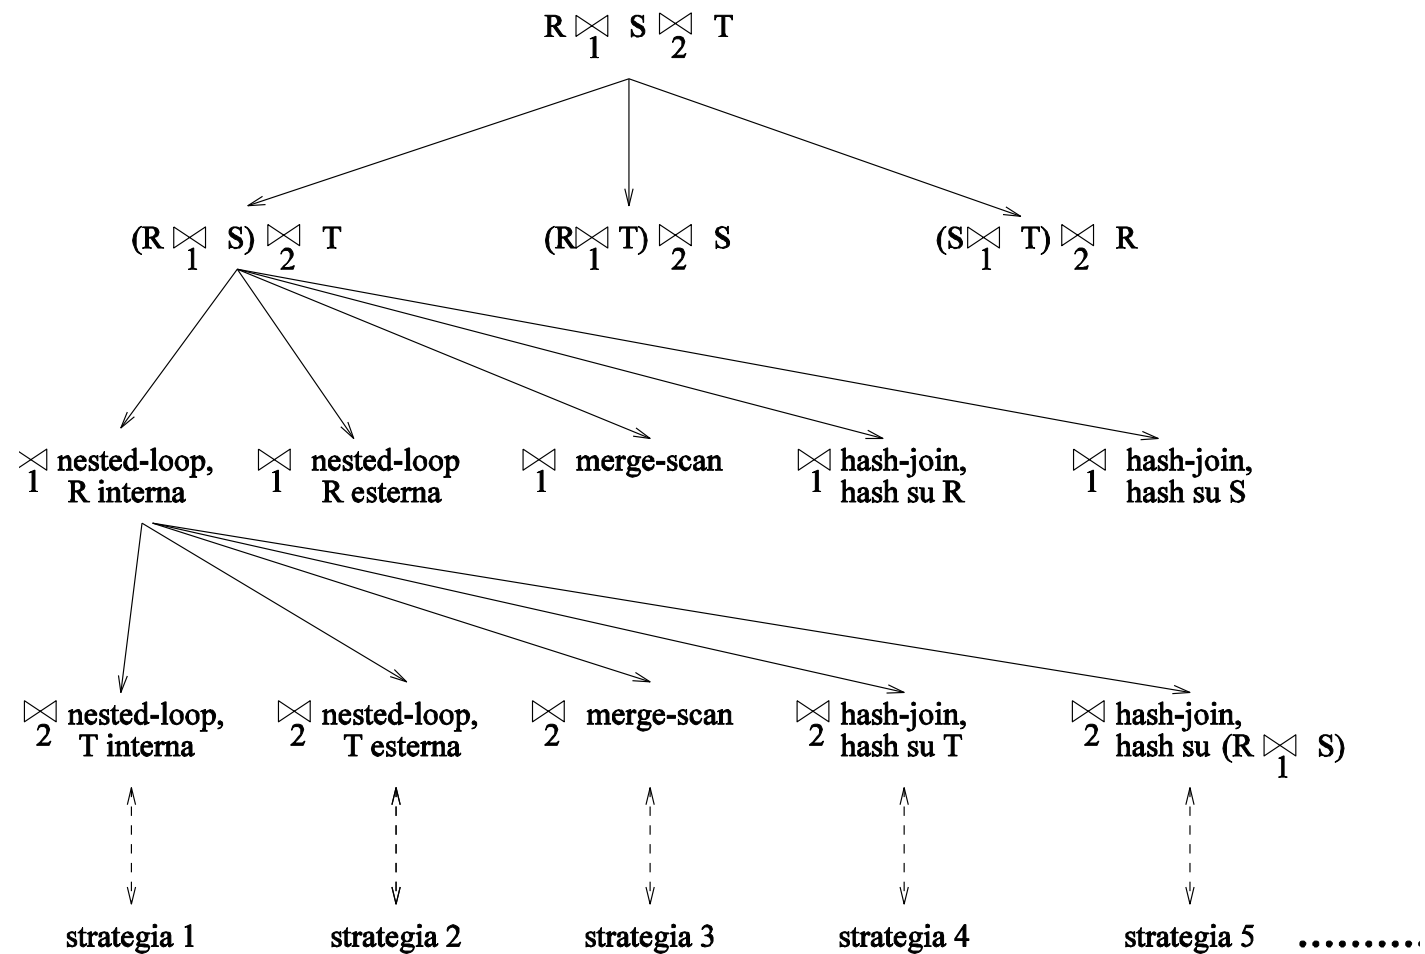 R ⋈1 S ⋈2 T
(R ⋈1 S) ⋈2 T
(R ⋈1 T) ⋈2 S
(S ⋈1 T) ⋈2 R
⋈1 nested-loop,
R interna
⋈1 nested-loop
R esterna
⋈1 merge-scan
⋈1 hash-join,
hash su R
⋈1 hash-join,
hash su S
⋈2 nested-loop,
T interna
⋈2 nested-loop,
T esterna
⋈2 merge-scan
⋈2 hash-join,
hash su T
⋈2 hash-join,
hash su (R ⋈1 S)
strategia 1
strategia 2
strategia 3
strategia 4
strategia 5 ..........